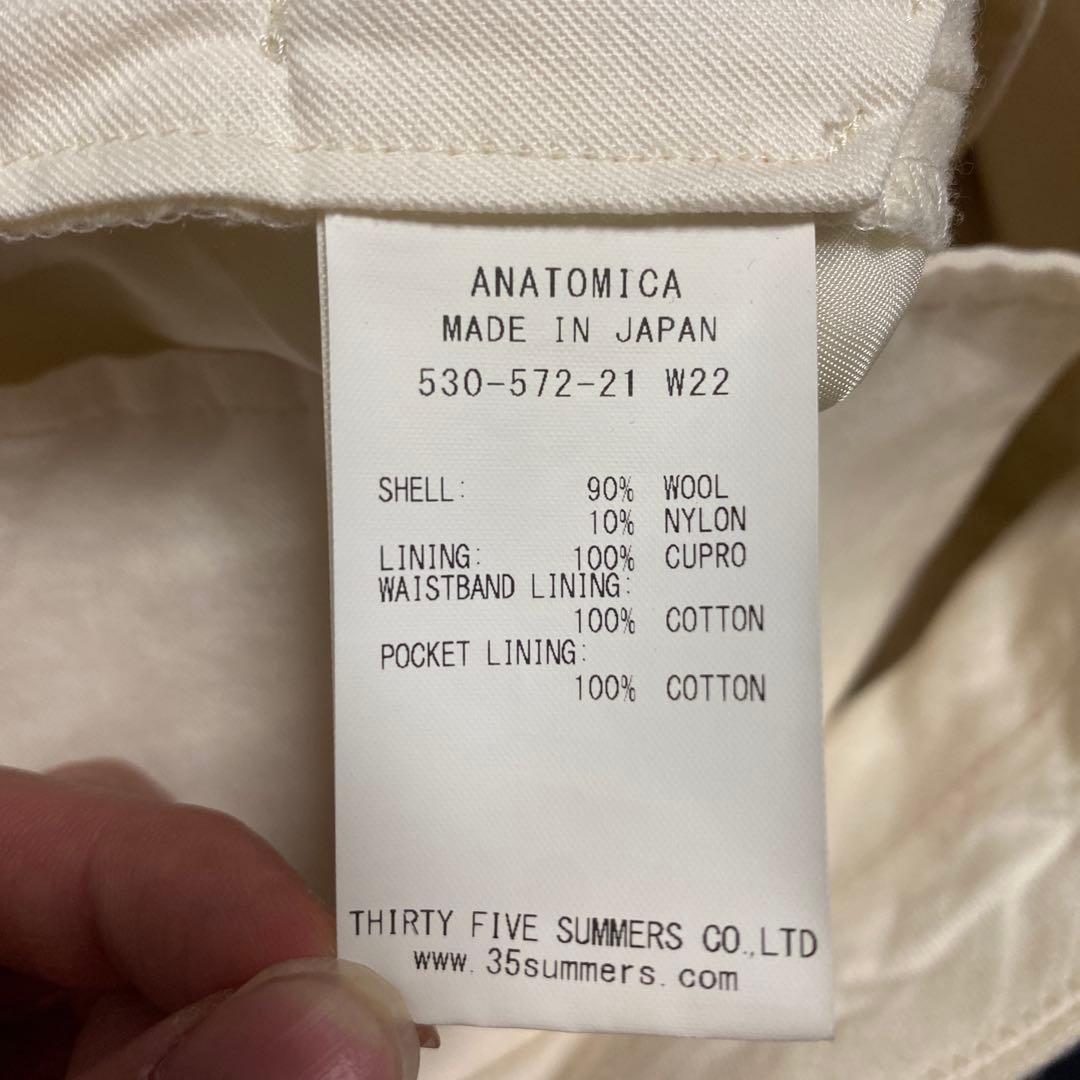 ANATOMICA
MADE IN JAPAN
530-572-21 W22
SHELL: 90% WOOL
10% NYLON
LINING: 100% CUPRO
WAISTBAND LINING:
100% COTTON
POCKET LINING:
100% COTTON
THIRTY FIVE SUMMERS CO.,LTD
www.35summers.com